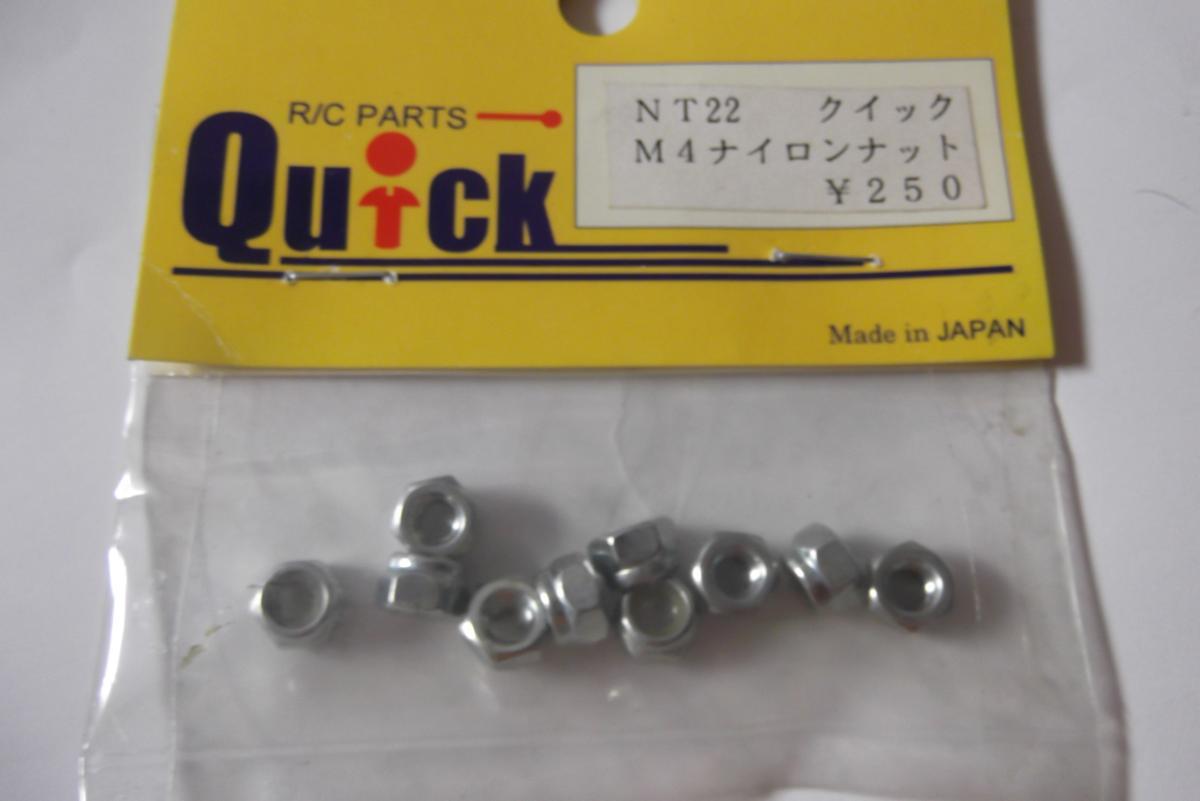 R/C PARTS
Quick
NT22 クイック
M4ナイロンナット
¥250
Made in JAPAN